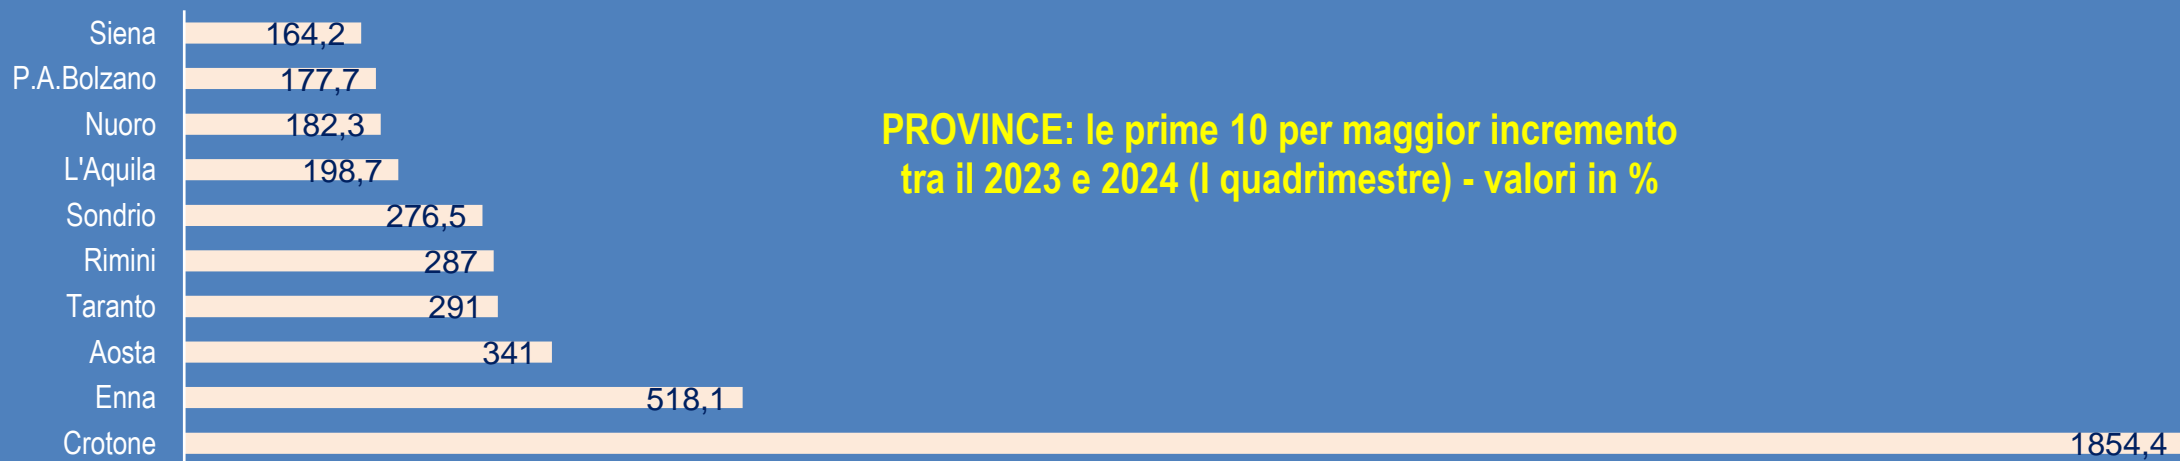 Siena 164,2
P.A.Bolzano 177,7
Nuoro 182,3
L'Aquila 198,7
Sondrio 276,5
Rimini 287
Taranto 291
Aosta 341
Enna 518,1
Crotone 1854,4
PROVINCE: le prime 10 per maggior incremento
tra il 2023 e 2024 (I quadrimestre) - valori in %